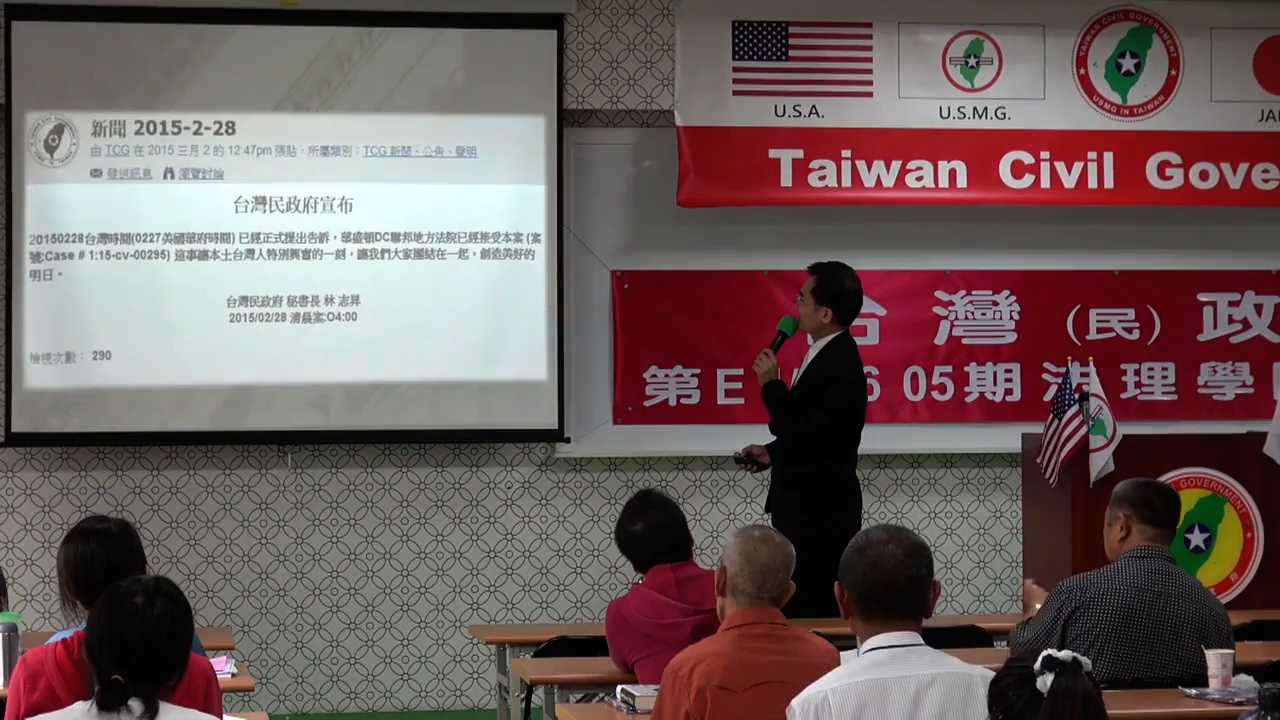 新聞 2015-2-28
由 TCG 在 2015 三月 2 的 12:47pm 張貼，所屬類別：TCG 新聞、公告、聲明
發送訊息 瀏覽討論
台灣民政府宣布
20150228台灣時間(0227美國華府時間) 已經正式提出告訴，華盛頓DC聯邦地方法院已經接受本案 (案
號:Case # 1:15-cv-00295) 這事讓本土台灣人特別興奮的一刻，讓我們大家團結在一起，創造美好的
明日。
台灣民政府 秘書長 林 志昇
2015/02/28 清晨案:O4:00
檢視次數： 290
U.S.A.
U.S.M.G.
TAIWAN CIVIL GOVERNMENT
USMG IN TAIWAN
JA
Taiwan Civil Gove
台灣(民)政
第E 6 05期法理學
GOVERNMENT